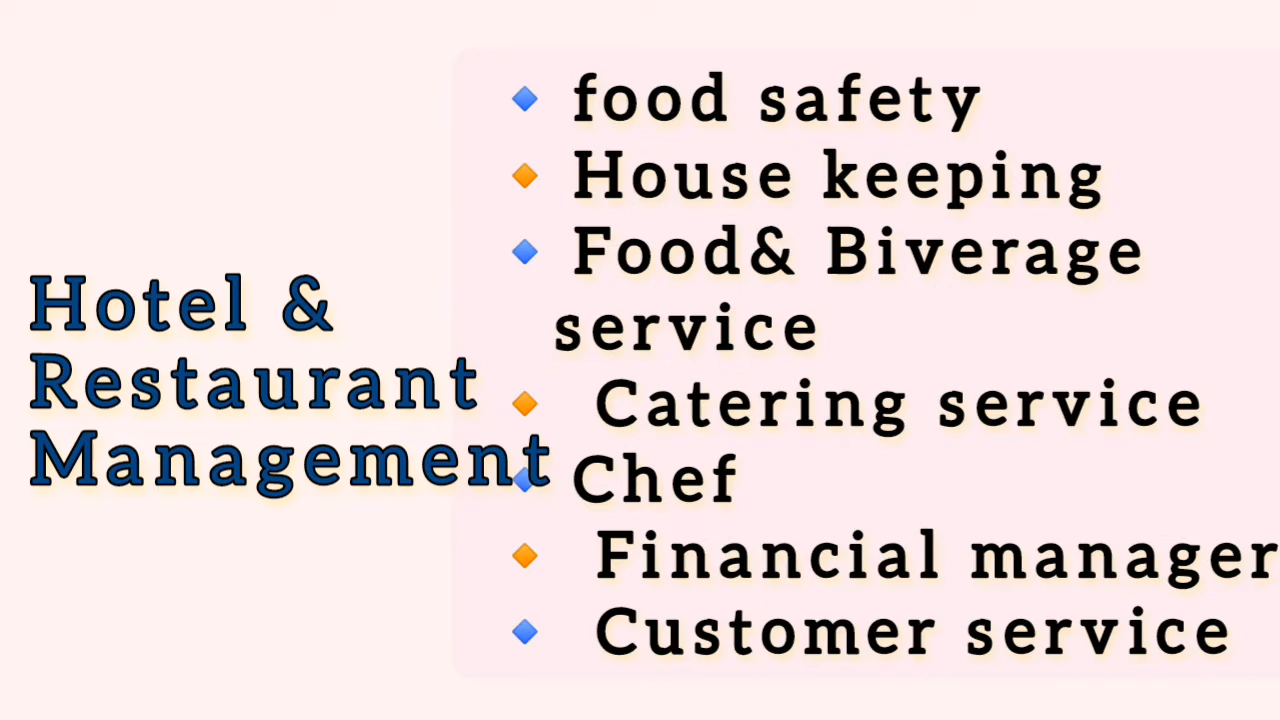 Hotel &
Restaurant
Management
🔹 food safety
🔸 House keeping
🔹 Food& Biverage
service
🔸 Catering service
🔹 Chef
🔸 Financial manager
🔹 Customer service